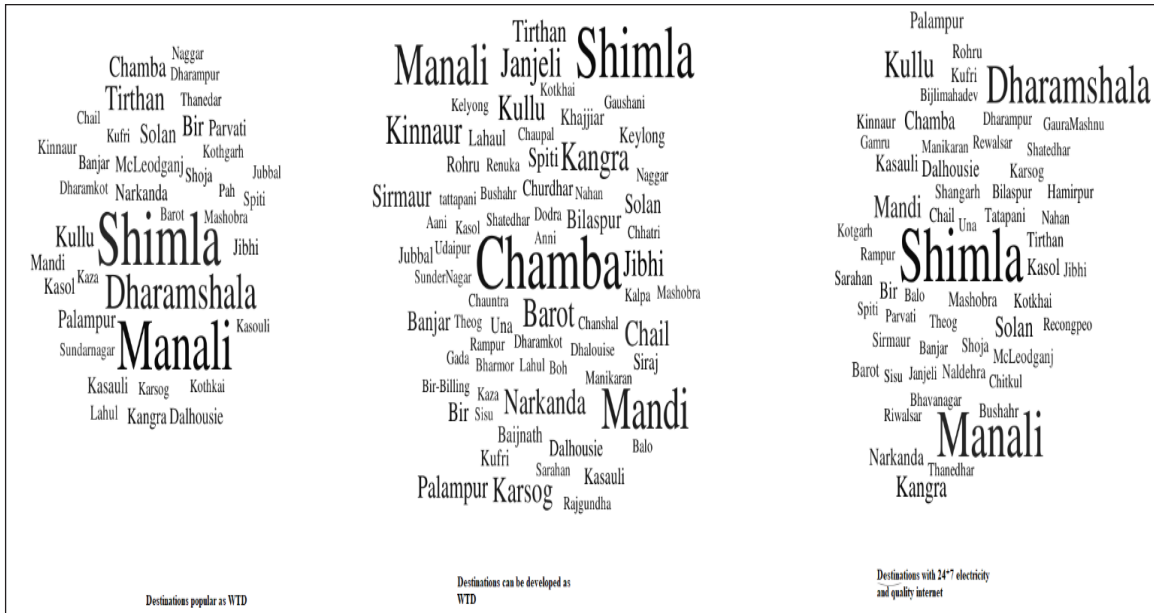 Naggar
Chamba
Dharampur
Tirthan Thanedar
Chail
Kufri Solan Bir Parvati
Kinnaur Kothgarh
Banjar McLeodganj Jubbal
Shoja
Dharamkot Narkanda Pah Spiti
Barot Mashobra
Kullu Shimla Jibhi
Mandi
Kasol Kaza Dharamshala
Palampur Kasouli
Sundarnagar Manali
Kasauli Karsog Kothkai
Lahul Kangra Dalhousie
Destinations popular as WTD
Tirthan
Manali Janjeli Shimla
Kotkhai
Kelyong Kullu Khajjiar Gaushani
Kinnaur Lahaul Chaupal Keylong
Rohru Renuka Spiti Kangra
Naggar
Sirmaur tattapani Bushahr Churdhar Nahan Solan
Aani Kasol Shatedhar Dodra Bilaspur
Anni Chhatri
Jubbal Udaipur Chamba Jibhi
SunderNagar
Kalpa Mashobra
Chauntra
Banjar Theog Una Barot Chanshal Chail
Rampur Dharamkot Dhalouise
Gada Bharmor Lahul Boh Siraj
Manikaran
Bir-Billing Kaza
Bir Sisu Narkanda Mandi
Baijnath Dalhousie Balo
Kufri
Sarahan Kasauli
Palampur Karsog Rajgundha
Destinations can be developed as
WTD
Palampur
Kullu Rohru
Kufri Dharamshala
Bijlimahadev
Kinnaur Chamba Dharampur GauraMashnu
Gamru Manikaran Rewalsar Shatedhar
Kasauli Dalhousie Karsog
Shangarh Bilaspur Hamirpur
Mandi Chail Una Tatapani Nahan
Kotgarh Tirthan
Rampur Shimla
Sarahan Kasol Jibhi
Bir Balo Mashobra Kotkhai
Spiti Parvati Theog Solan Recongpeo
Sirmaur Banjar Shoja McLeodganj
Barot Sisu Janjeli Naldehra Chitkul
Bhavanagar
Riwalsar Bushahr
Manali
Narkanda Thanedhar
Kangra
Destinations with 24*7 electricity
and quality internet